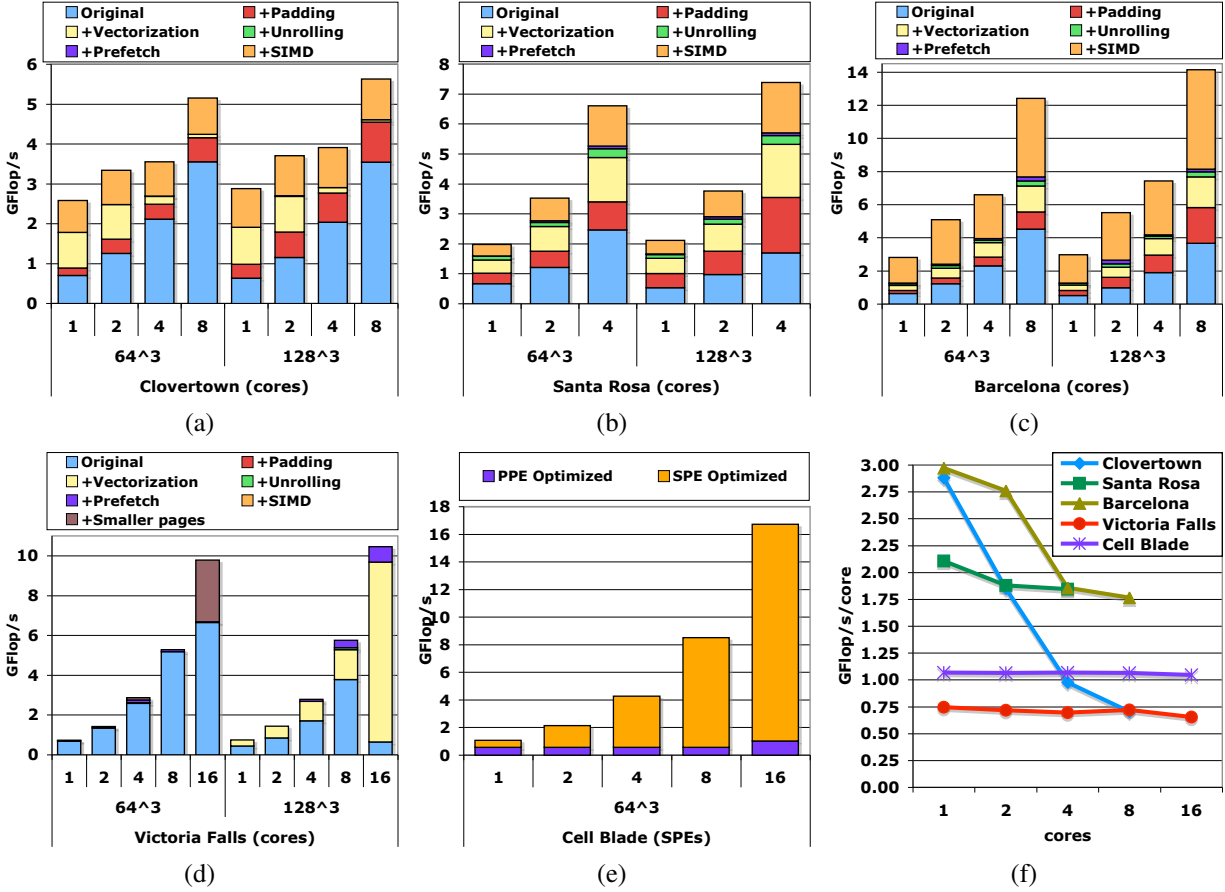 Original +Padding
+Vectorization +Unrolling
+Prefetch +SIMD
GFlop/s
6
5
4
3
2
1
0
1 2 4 8 1 2 4 8
64^3 128^3
Clovertown (cores)
(a)
Original +Padding
+Vectorization +Unrolling
+Prefetch +SIMD
GFlop/s
8
7
6
5
4
3
2
1
0
1 2 4 1 2 4
64^3 128^3
Santa Rosa (cores)
(b)
Original +Padding
+Vectorization +Unrolling
+Prefetch +SIMD
GFlop/s
14
12
10
8
6
4
2
0
1 2 4 8 1 2 4 8
64^3 128^3
Barcelona (cores)
(c)
Original +Padding
+Vectorization +Unrolling
+Prefetch +SIMD
+Smaller pages
GFlop/s
10
8
6
4
2
0
1 2 4 8 16 1 2 4 8 16
64^3 128^3
Victoria Falls (cores)
(d)
PPE Optimized SPE Optimized
GFlop/s
18
16
14
12
10
8
6
4
2
0
1 2 4 8 16
64^3
Cell Blade (SPEs)
(e)
Clovertown
Santa Rosa
Barcelona
Victoria Falls
Cell Blade
GFlop/s/core
3.00
2.75
2.50
2.25
2.00
1.75
1.50
1.25
1.00
0.75
0.50
0.25
0.00
1 2 4 8 16
cores
(f)